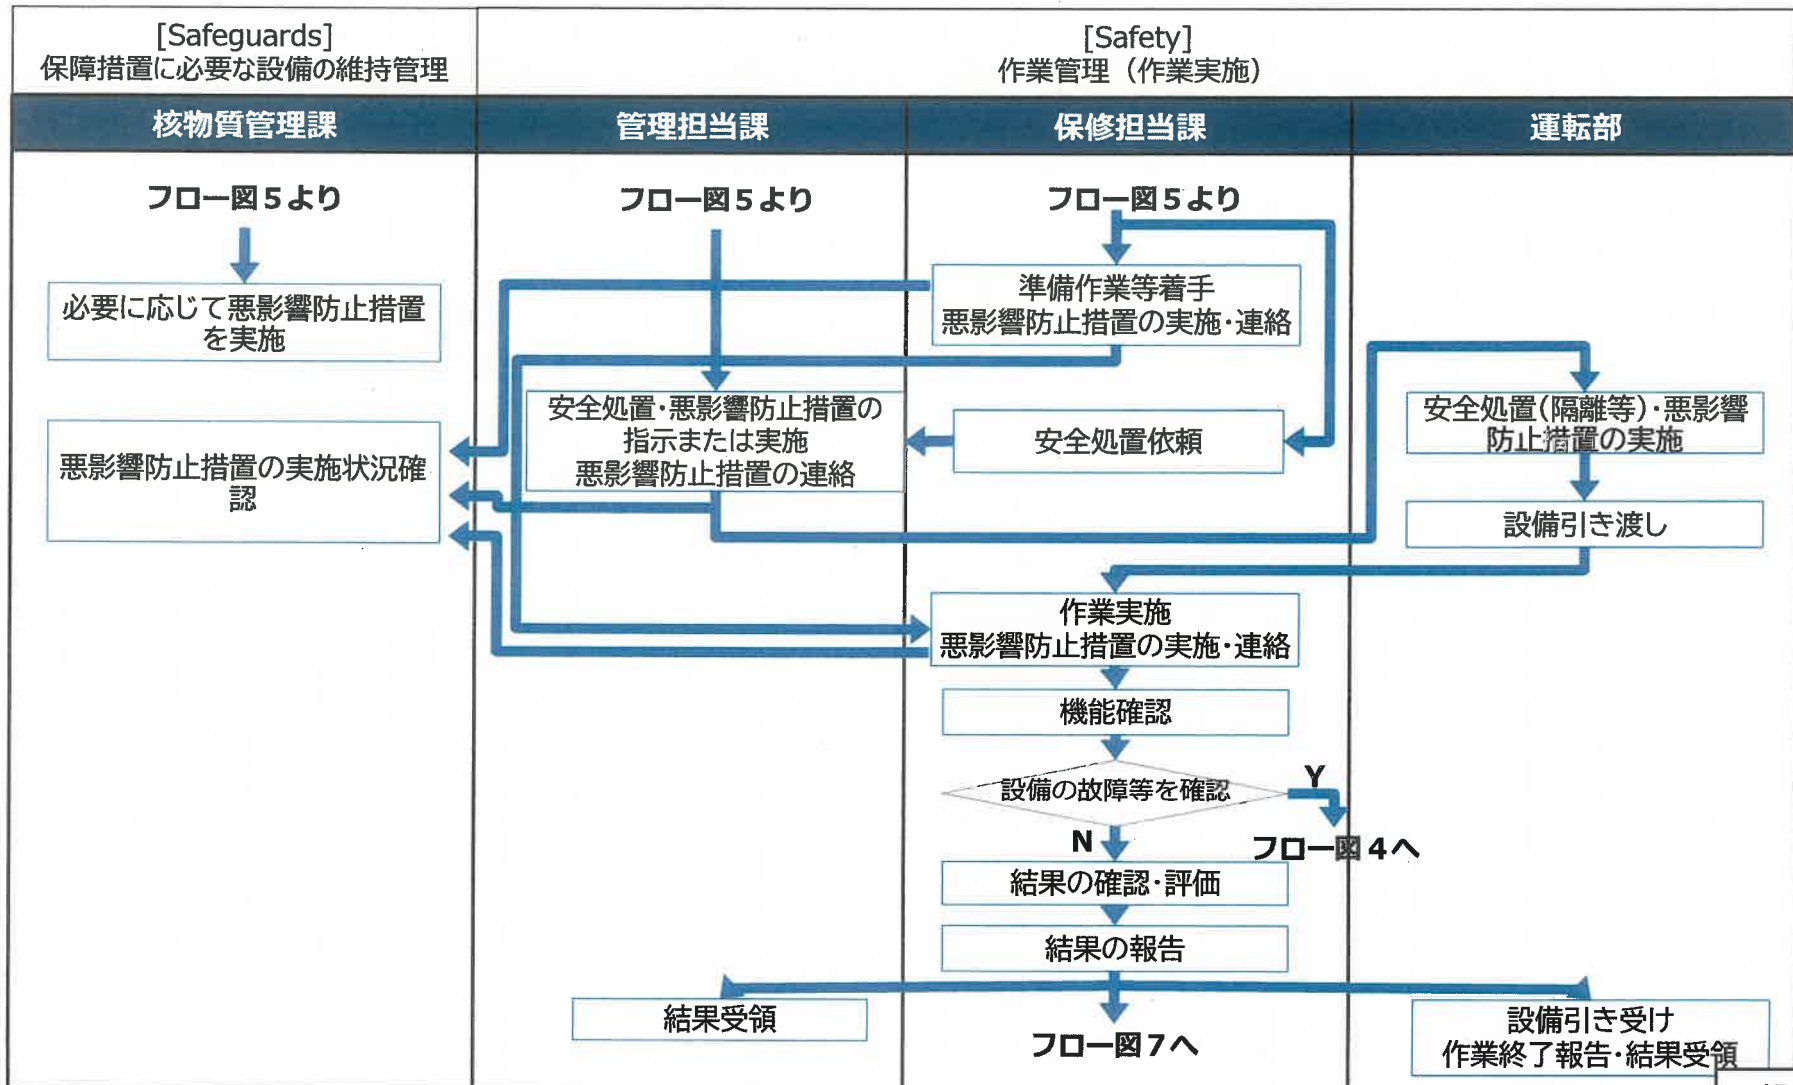 [Safeguards]
保障措置に必要な設備の維持管理
[Safety]
作業管理（作業実施）
核物質管理課
管理担当課
保修担当課
運転部
フロー図５より
フロー図５より
フロー図５より
必要に応じて悪影響防止措置
を実施
準備作業等着手
悪影響防止措置の実施・連絡
悪影響防止措置の実施状況確
認
安全処置・悪影響防止措置の
指示または実施
悪影響防止措置の連絡
安全処置依頼
安全処置(隔離等)・悪影響
防止措置の実施
設備引き渡し
作業実施
悪影響防止措置の実施・連絡
機能確認
設備の故障等を確認
Y
N
フロー図４へ
結果の確認・評価
結果の報告
結果受領
フロー図７へ
設備引き受け
作業終了報告・結果受領